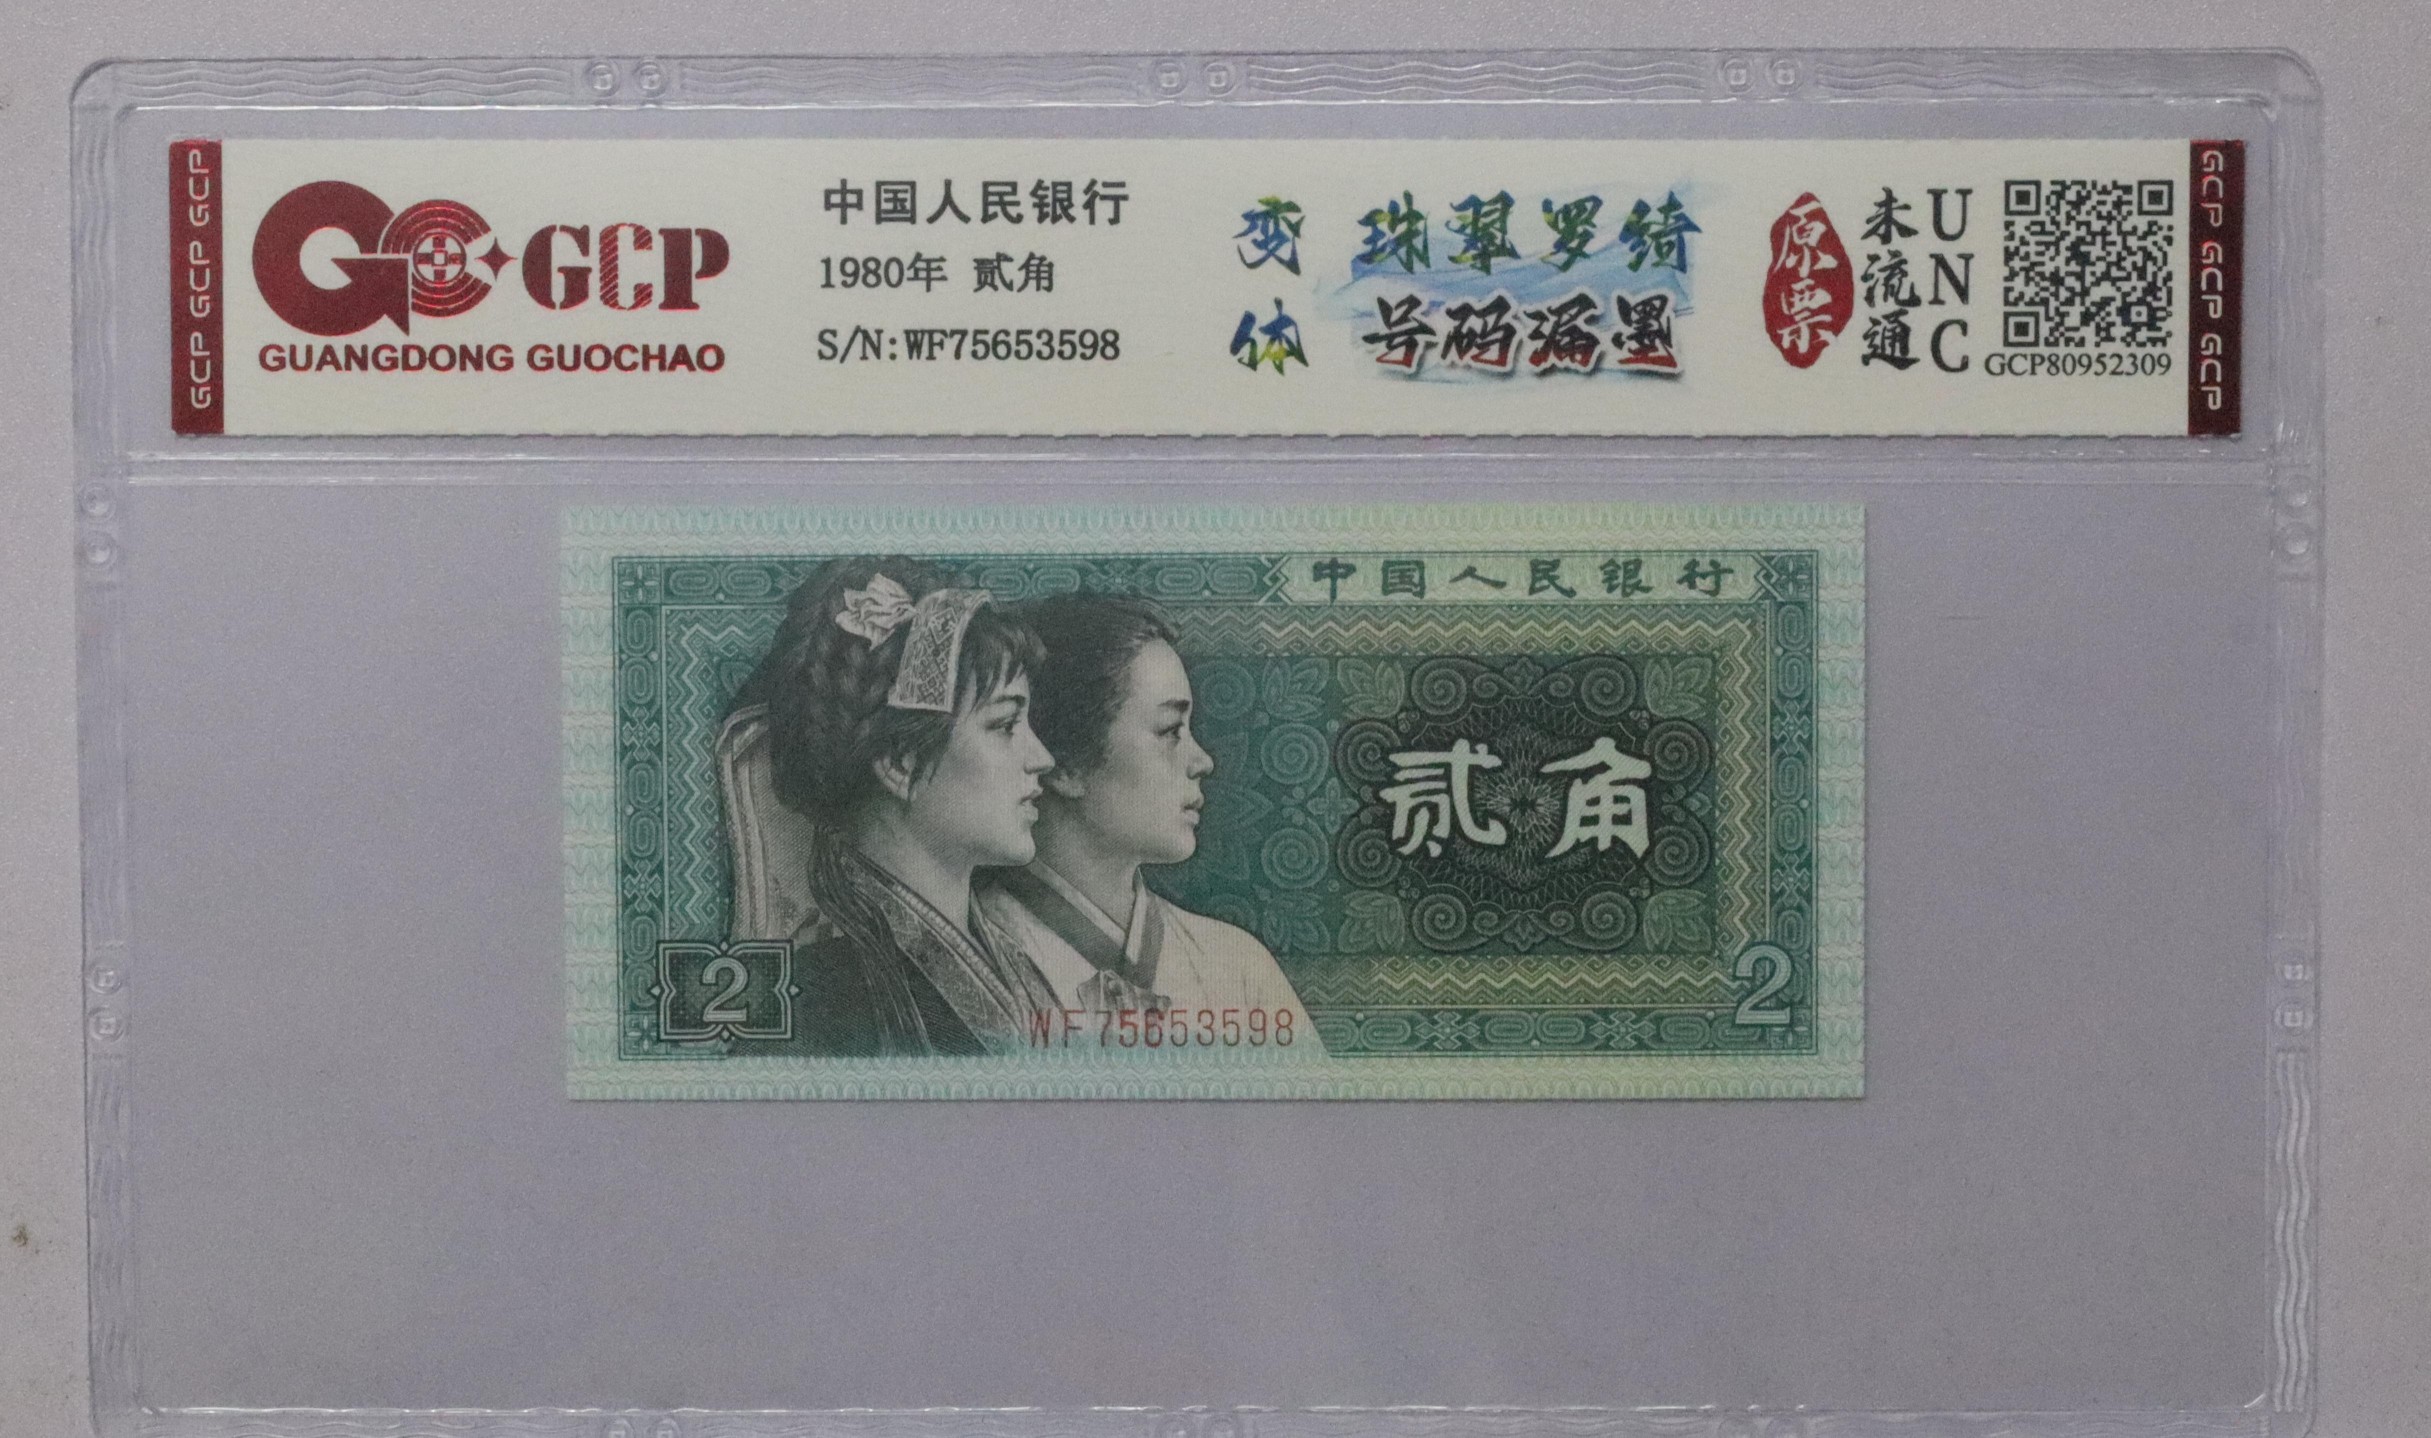 GCP GCP GCP
GCP
GUANGDONG GUOCHAO
中国人民银行
1980年 贰角
S/N:WF75653598
变体
珠翠罗绮
号码漏墨
原票
未流通
UNC
GCP80952309
GCP GCP GCP
中国人民银行
贰角
2
2
WF75653598